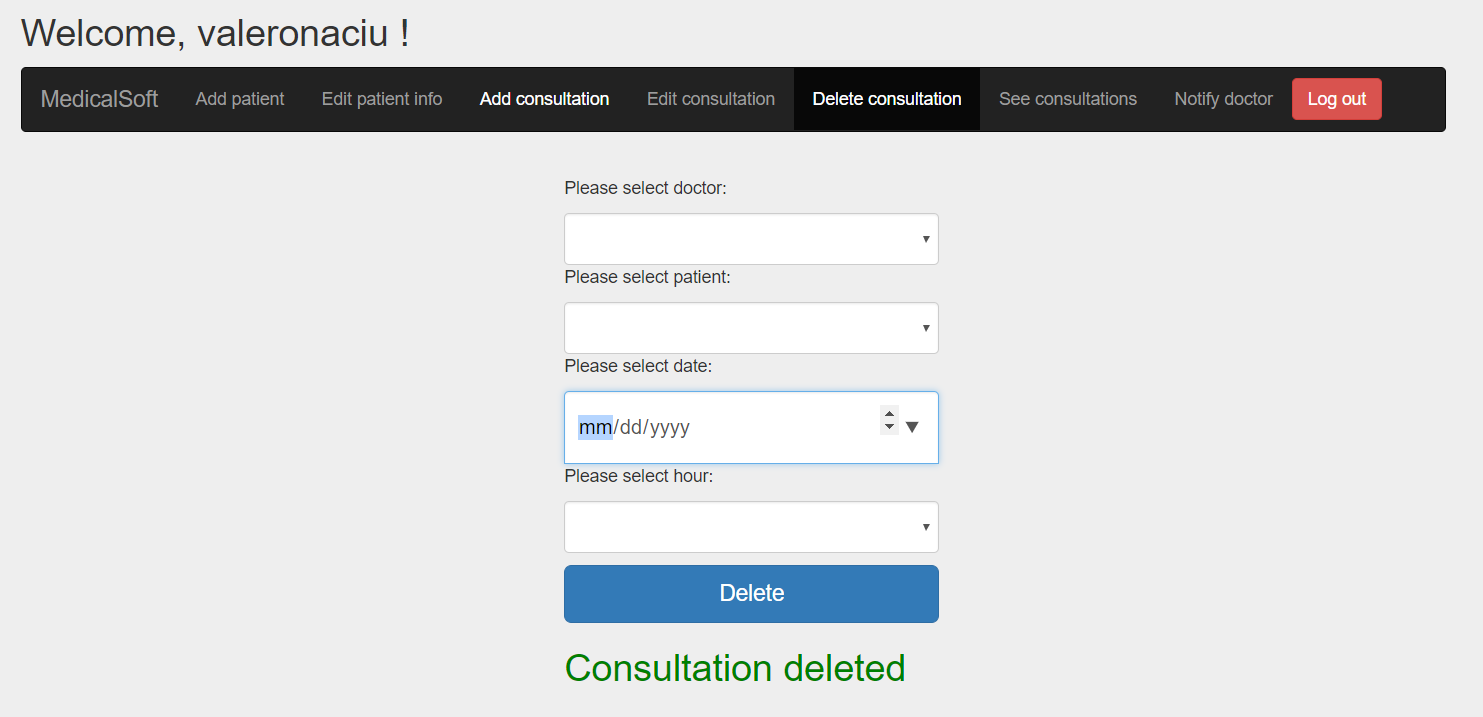 Welcome, valeronaciu !
MedicalSoft Add patient Edit patient info Add consultation Edit consultation Delete consultation See consultations Notify doctor Log out
Please select doctor:
Please select patient:
Please select date:
mm/dd/yyyy
Please select hour:
Delete
Consultation deleted